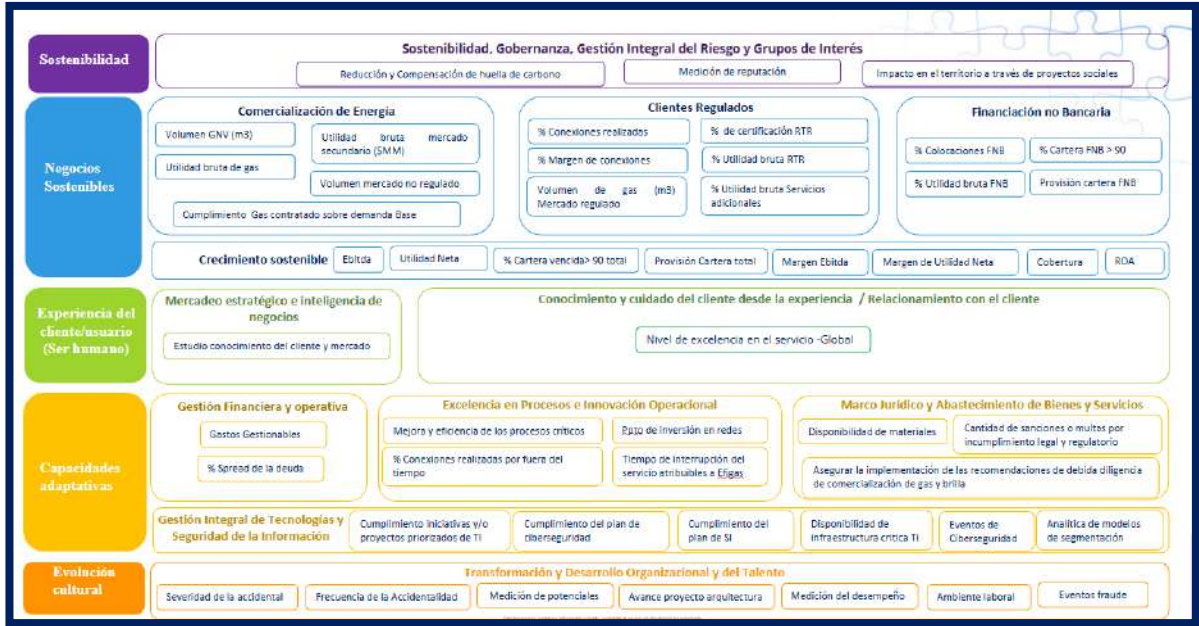 Sostenibilidad
Sostenibilidad, Gobernanza, Gestión Integral del Riesgo y Grupos de Interés
Reducción y Compensación de huella de carbono
Medición de reputación
Impacto en el territorio a través de proyectos sociales
Negocios
Sostenibles
Comercialización de Energía
Volumen GNV (m3)
Utilidad bruta mercado
secundario (SMM)
Utilidad bruta de gas
Volumen mercado no regulado
Cumplimiento Gas contratado sobre demanda Base
Clientes Regulados
% Conexiones realizadas
% de certificación RTR
% Margen de conexiones
% Utilidad bruta RTR
Volumen de gas (m3)
Mercado regulado
% Utilidad bruta Servicios
adicionales
Financiación no Bancaria
% Colocaciones FNB
% Cartera FNB > 90
% Utilidad bruta FNB
Provisión cartera FNB
Crecimiento sostenible
Ebitda
Utilidad Neta
% Cartera vencida> 90 total
Provisión Cartera total
Margen Ebitda
Margen de Utilidad Neta
Cobertura
ROA
Experiencia del
cliente/usuario
(Ser humano)
Mercadeo estratégico e inteligencia de
negocios
Estudio conocimiento del cliente y mercado
Conocimiento y cuidado del cliente desde la experiencia / Relacionamiento con el cliente
Nivel de excelencia en el servicio -Global
Capacidades
adaptativas
Gestión Financiera y operativa
Gastos Gestionables
% Spread de la deuda
Excelencia en Procesos e Innovación Operacional
Mejora y eficiencia de los procesos críticos
Ppto de inversión en redes
% Conexiones realizadas por fuera del
tiempo
Tiempo de interrupción del
servicio atribuibles a Efigas
Marco Jurídico y Abastecimiento de Bienes y Servicios
Disponibilidad de materiales
Cantidad de sanciones o multas por
incumplimiento legal y regulatorio
Asegurar la implementación de las recomendaciones de debida diligencia
de comercialización de gas y brilla
Gestión Integral de Tecnologías y
Seguridad de la Información
Cumplimiento iniciativas y/o
proyectos priorizados de TI
Cumplimiento del plan de
ciberseguridad
Cumplimiento del
plan de SI
Disponibilidad de
infraestructura critica TI
Eventos de
Ciberseguridad
Analítica de modelos
de segmentación
Evolución
cultural
Transformación y Desarrollo Organizacional y del Talento
Severidad de la accidental
Frecuencia de la Accidentalidad
Medición de potenciales
Avance proyecto arquitectura
Medición del desempeño
Ambiente laboral
Eventos fraude